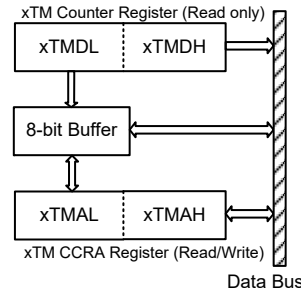 xTM Counter Register (Read only)
xTMDL xTMDH
8-bit Buffer
xTMAL xTMAH
xTM CCRA Register (Read/Write)
Data Bus